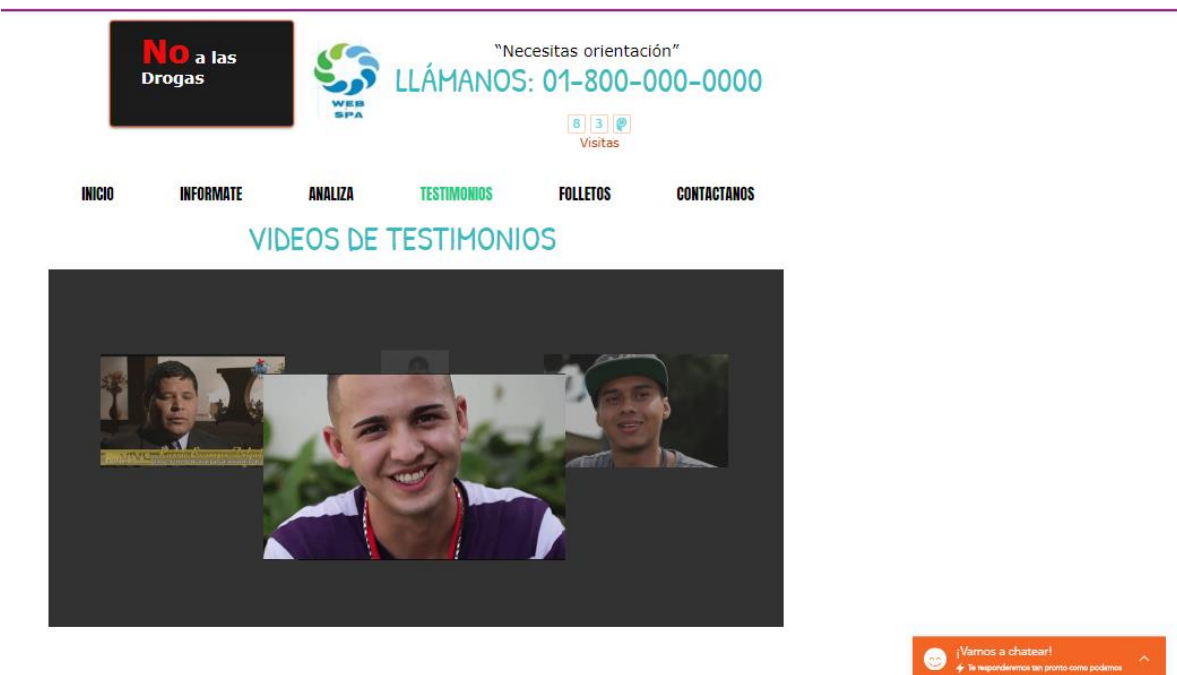 No a las
Drogas
WEB
SPA
"Necesitas orientación"
LLÁMANOS: 01-800-000-0000
8 3
Visitas
INICIO INFORMATE ANALIZA TESTIMONIOS FOLLETOS CONTACTANOS
VIDEOS DE TESTIMONIOS
¡Vamos a chatear!
Te responderemos tan pronto como podamos